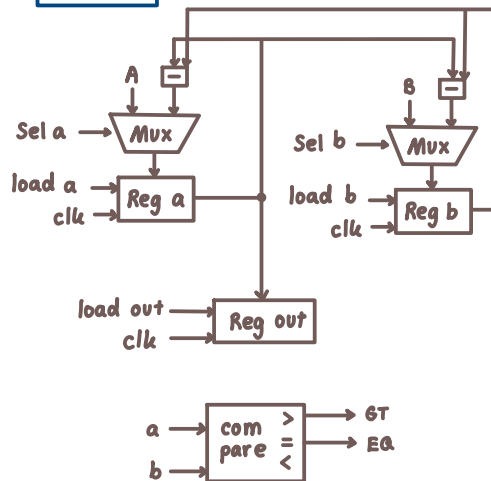 −
−
A
B
Sel a
Mux
Sel b
Mux
load a
Reg a
clk
load b
Reg b
clk
load out
Reg out
clk
a
com
pare
>
=
<
GT
EQ
b